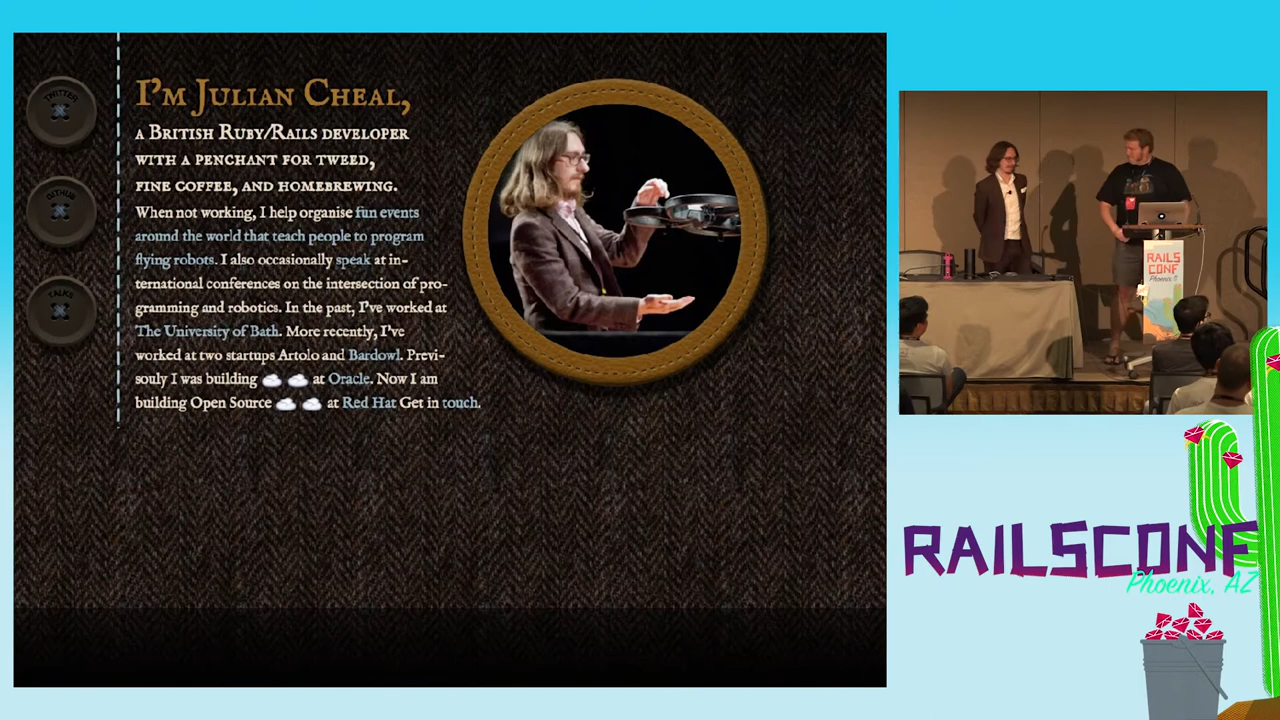 TWITTER
GITHUB
TALKS
I'm Julian Cheal,
a British Ruby/Rails developer
with a penchant for tweed,
fine coffee, and homebrewing.
When not working, I help organise fun events
around the world that teach people to program
flying robots. I also occasionally speak at in-
ternational conferences on the intersection of pro-
gramming and robotics. In the past, I've worked at
The University of Bath. More recently, I've
worked at two startups Artolo and Bardowl. Previ-
souly I was building ☁️ ☁️ at Oracle. Now I am
building Open Source ☁️ ☁️ at Red Hat Get in touch.
RAILS
CONF
Phoenix
RAILSCONF
Phoenix, AZ